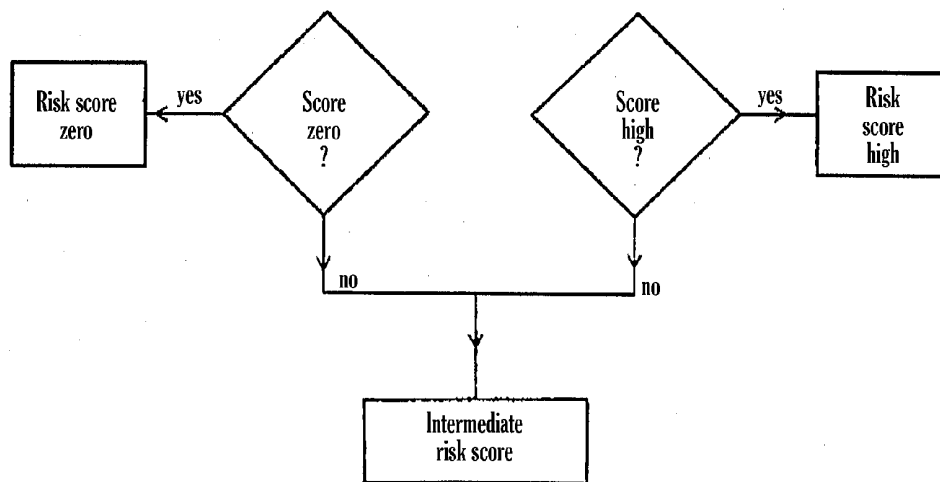 Risk score
zero
yes
Score
zero
?
no
Score
high
?
yes
Risk
score
high
no
Intermediate
risk score